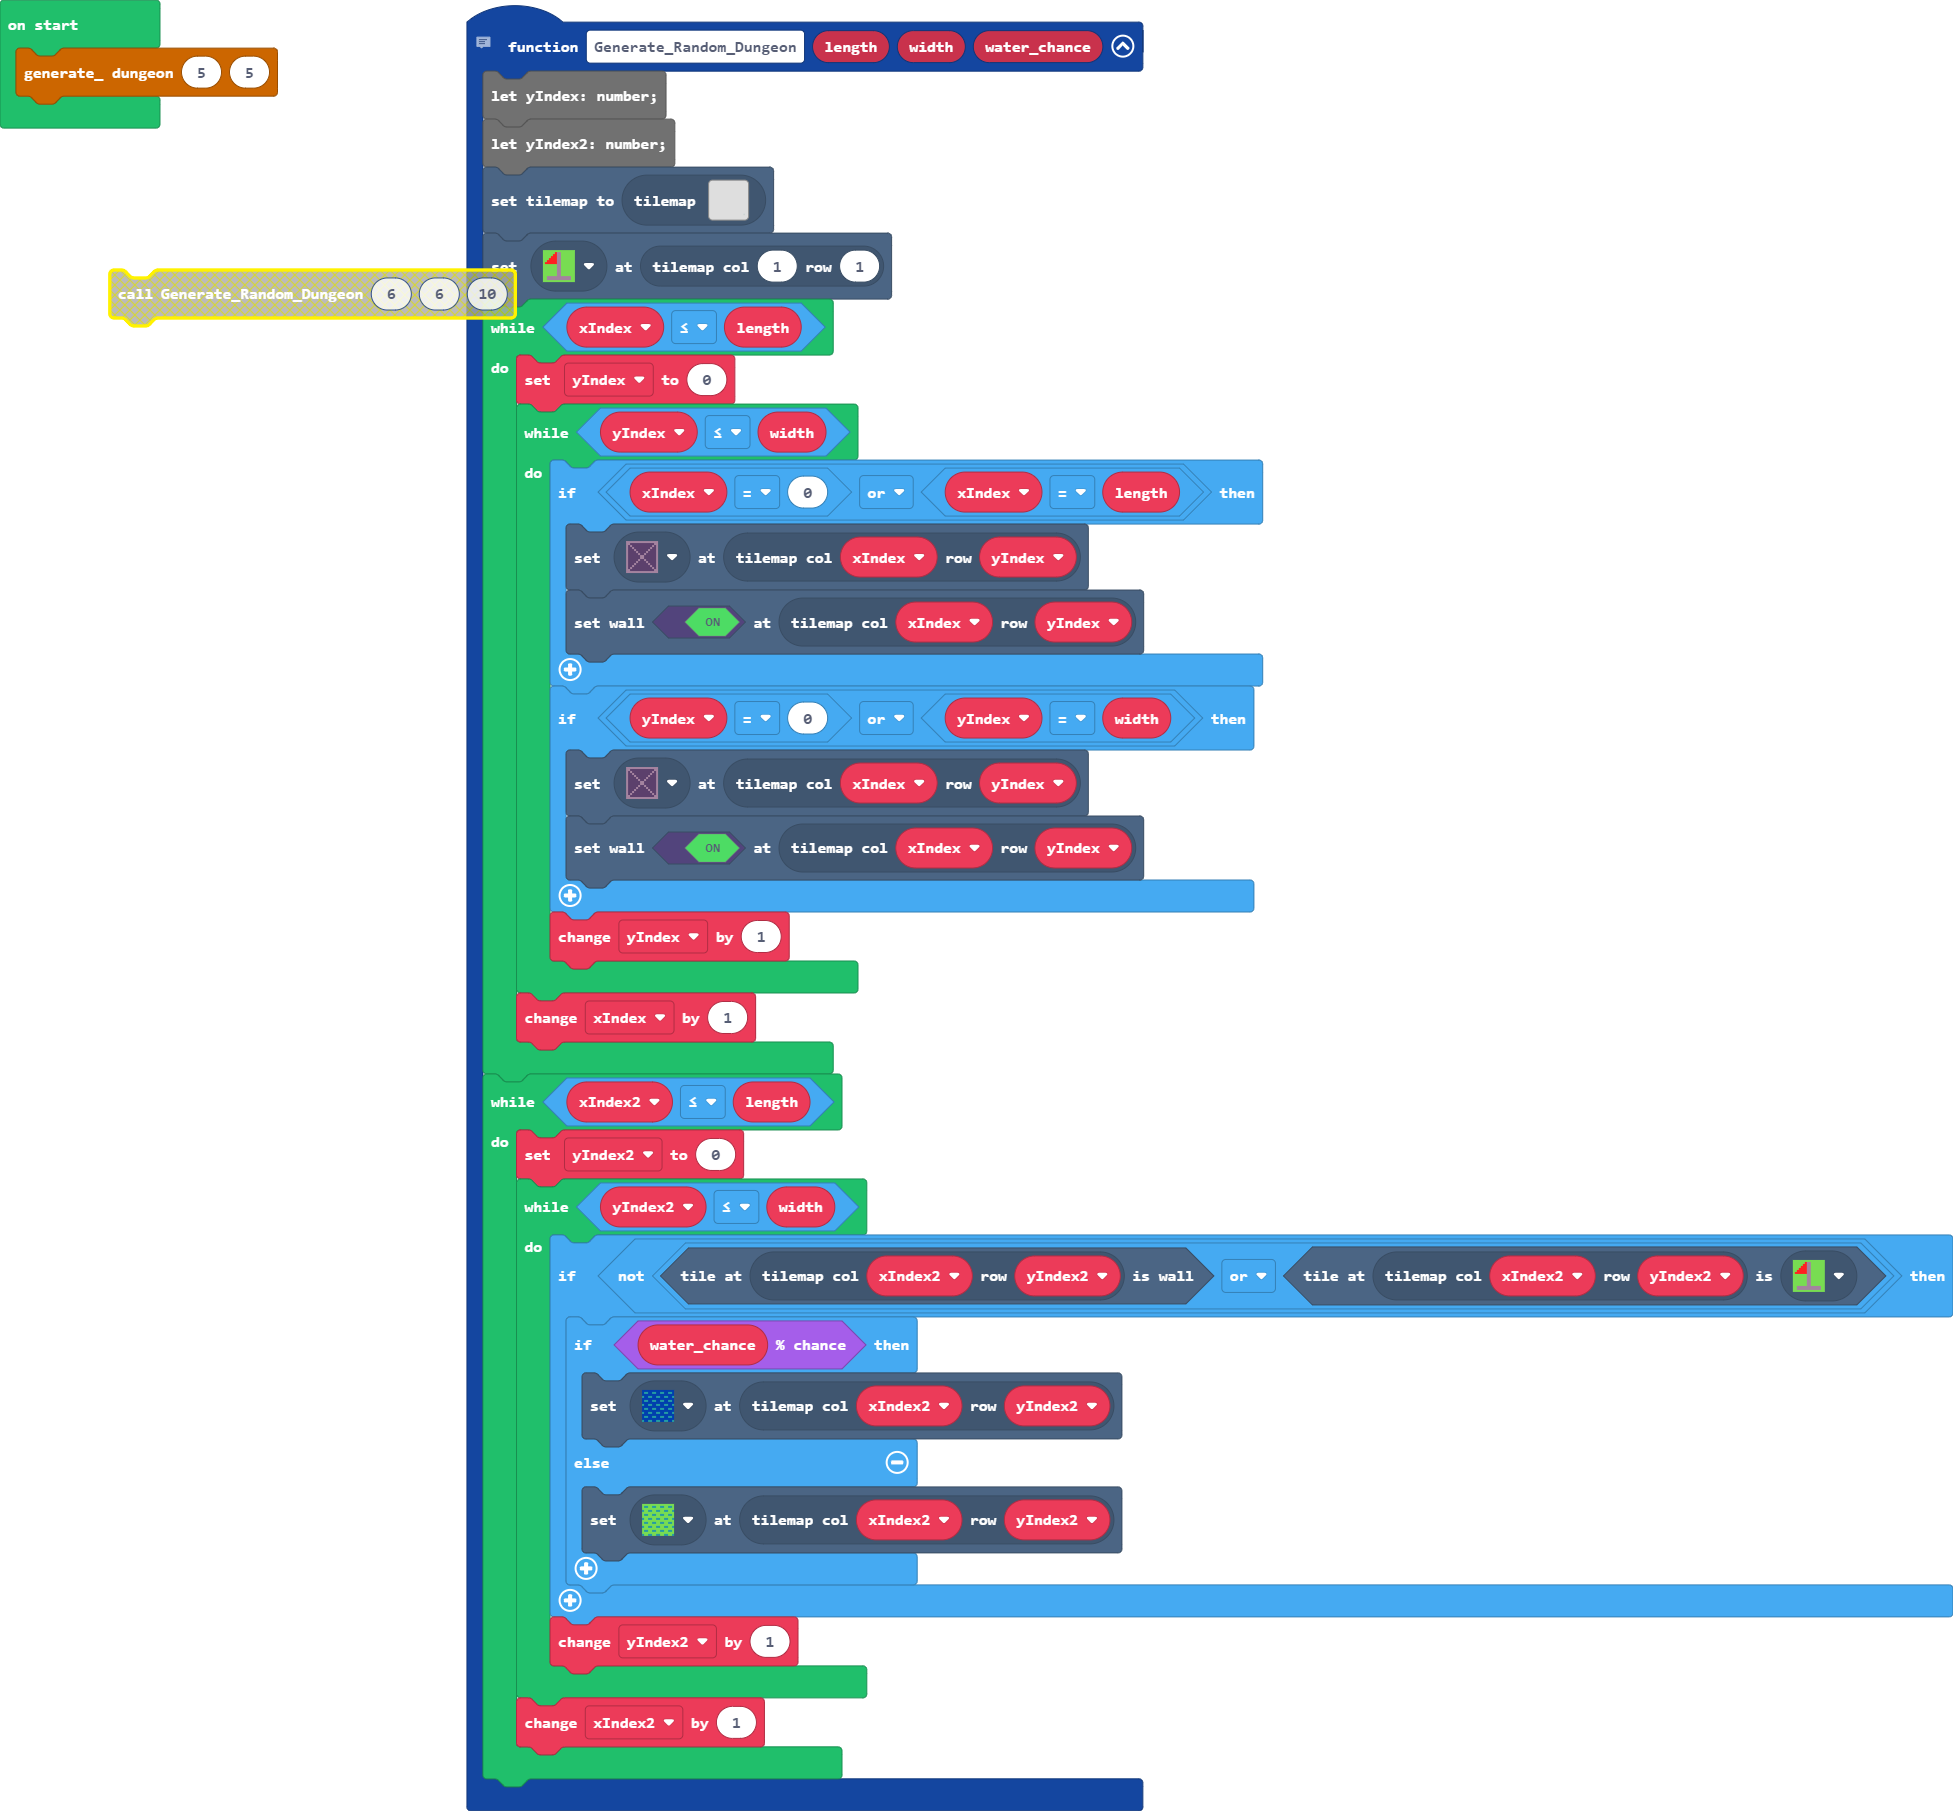 on start
generate_ dungeon 5 5
function Generate_Random_Dungeon length width water_chance
let yIndex: number;
let yIndex2: number;
set tilemap to tilemap
set at tilemap col 1 row 1
call Generate_Random_Dungeon 6 6 10
while xIndex ≤ length
do set yIndex to 0
while yIndex ≤ width
do if xIndex = 0 or xIndex = length then
set at tilemap col xIndex row yIndex
set wall ON at tilemap col xIndex row yIndex
if yIndex = 0 or yIndex = width then
set at tilemap col xIndex row yIndex
set wall ON at tilemap col xIndex row yIndex
change yIndex by 1
change xIndex by 1
while xIndex2 ≤ length
do set yIndex2 to 0
while yIndex2 ≤ width
do if not tile at tilemap col xIndex2 row yIndex2 is wall or tile at tilemap col xIndex2 row yIndex2 is then
if water_chance % chance then
set at tilemap col xIndex2 row yIndex2
else
set at tilemap col xIndex2 row yIndex2
change yIndex2 by 1
change xIndex2 by 1